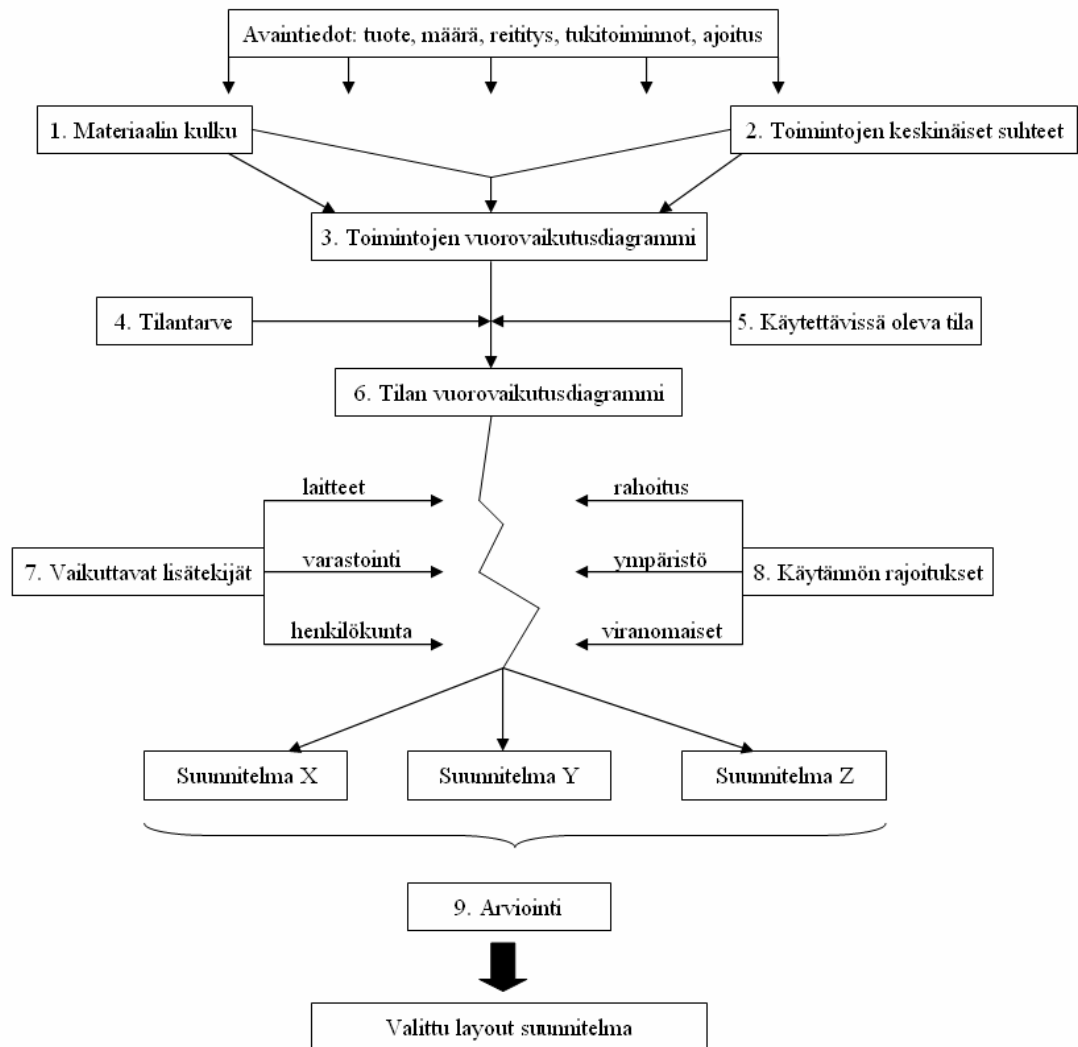 Avaintiedot: tuote, määrä, reititys, tukitoiminnot, ajoitus
1. Materiaalin kulku
2. Toimintojen keskinäiset suhteet
3. Toimintojen vuorovaikutusdiagrammi
4. Tilantarve
5. Käytettävissä oleva tila
6. Tilan vuorovaikutusdiagrammi
laitteet
rahoitus
7. Vaikuttavat lisätekijät
varastointi
ympäristö
8. Käytännön rajoitukset
henkilökunta
viranomaiset
Suunnitelma X
Suunnitelma Y
Suunnitelma Z
9. Arviointi
Valittu layout suunnitelma